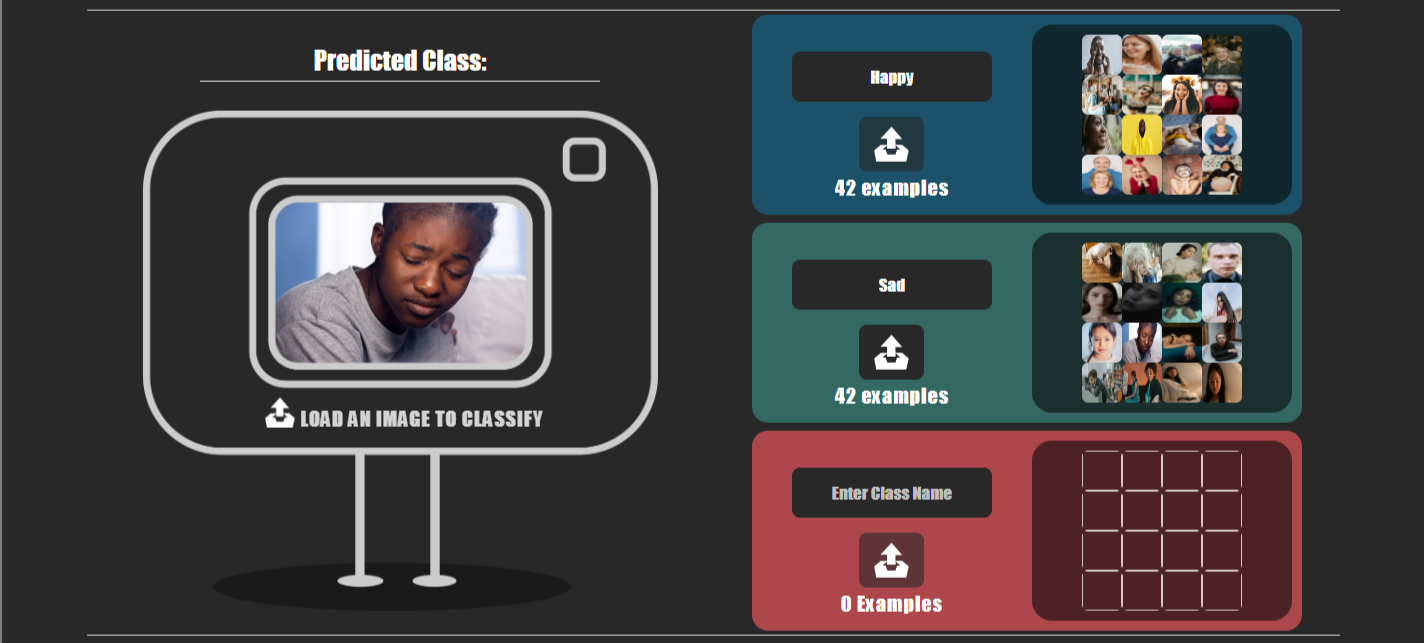 Predicted Class:
LOAD AN IMAGE TO CLASSIFY
Happy
42 examples
Sad
42 examples
Enter Class Name
0 Examples